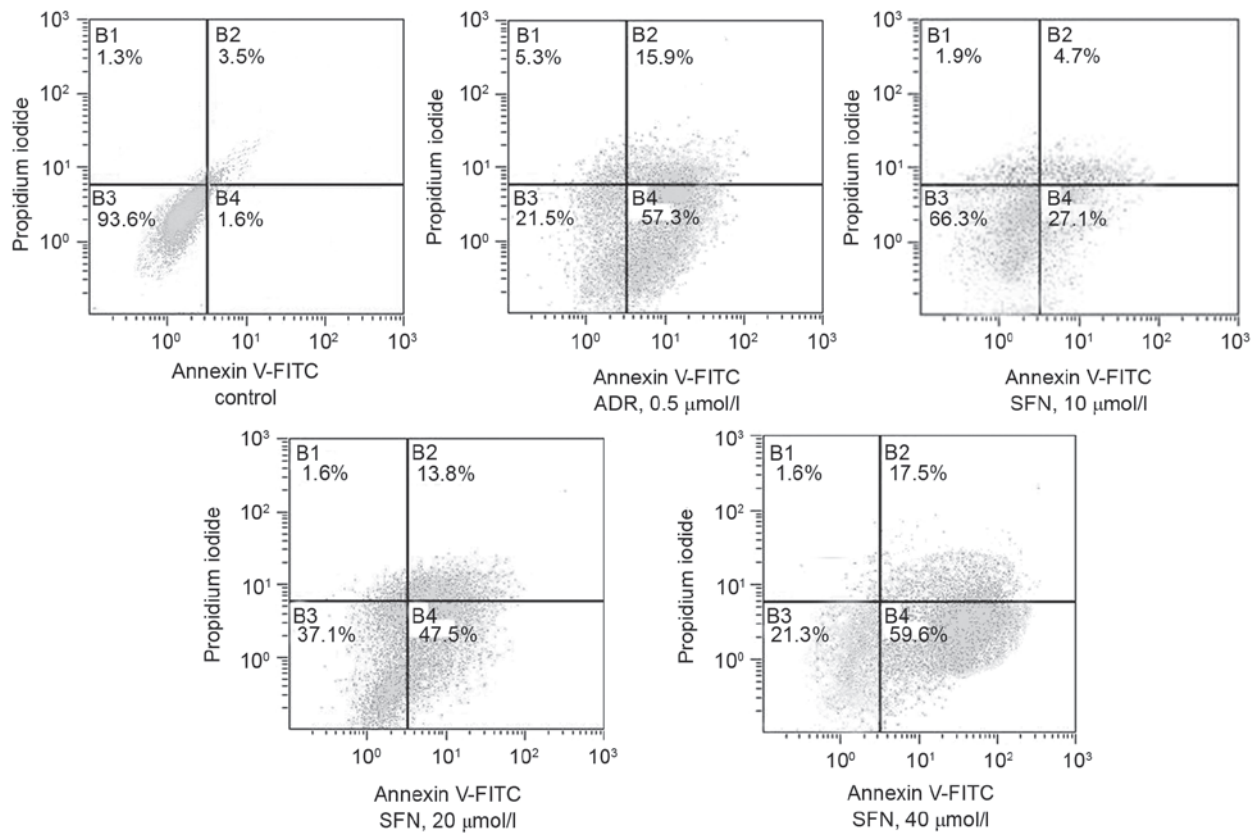 10³
10²
10¹
10⁰
Propidium iodide
B1
1.3%
B2
3.5%
B3
93.6%
B4
1.6%
10⁰ 10¹ 10² 10³
Annexin V-FITC
control
10³
10²
10¹
10⁰
Propidium iodide
B1
5.3%
B2
15.9%
B3
21.5%
B4
57.3%
10⁰ 10¹ 10² 10³
Annexin V-FITC
ADR, 0.5 μmol/l
10³
10²
10¹
10⁰
Propidium iodide
B1
1.9%
B2
4.7%
B3
66.3%
B4
27.1%
10⁰ 10¹ 10² 10³
Annexin V-FITC
SFN, 10 μmol/l
10³
10²
10¹
10⁰
Propidium iodide
B1
1.6%
B2
13.8%
B3
37.1%
B4
47.5%
10⁰ 10¹ 10² 10³
Annexin V-FITC
SFN, 20 μmol/l
10³
10²
10¹
10⁰
Propidium iodide
B1
1.6%
B2
17.5%
B3
21.3%
B4
59.6%
10⁰ 10¹ 10² 10³
Annexin V-FITC
SFN, 40 μmol/l